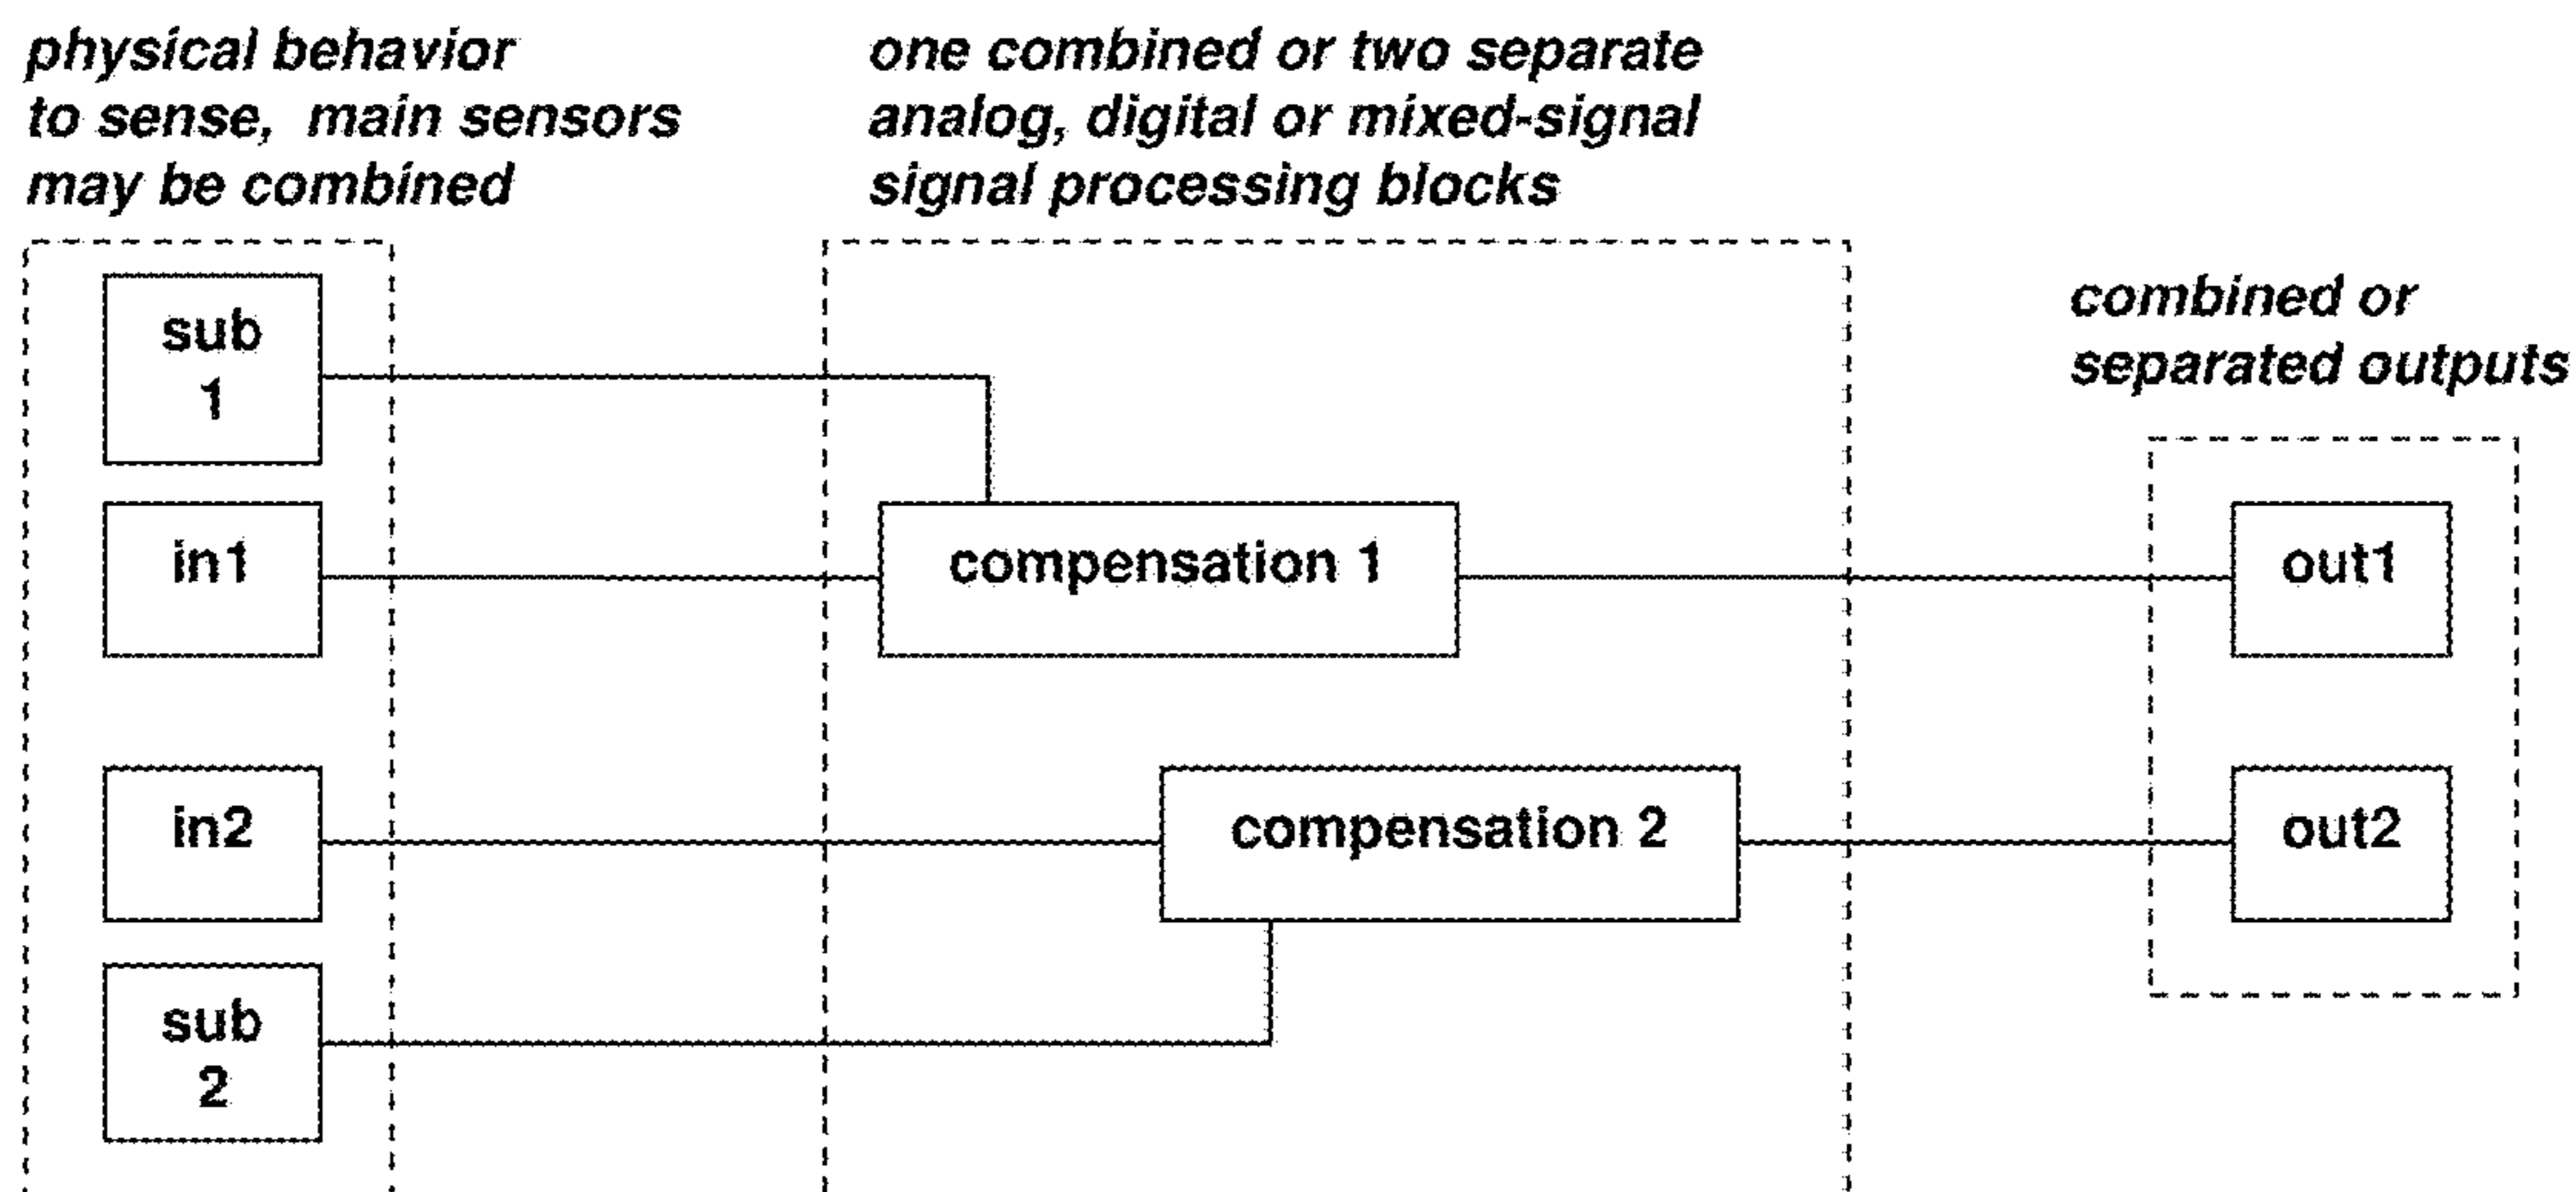 physical behavior
to sense, main sensors
may be combined
one combined or two separate
analog, digital or mixed-signal
signal processing blocks
combined or
separated outputs
sub
1
in1
compensation 1
out1
in2
compensation 2
out2
sub
2